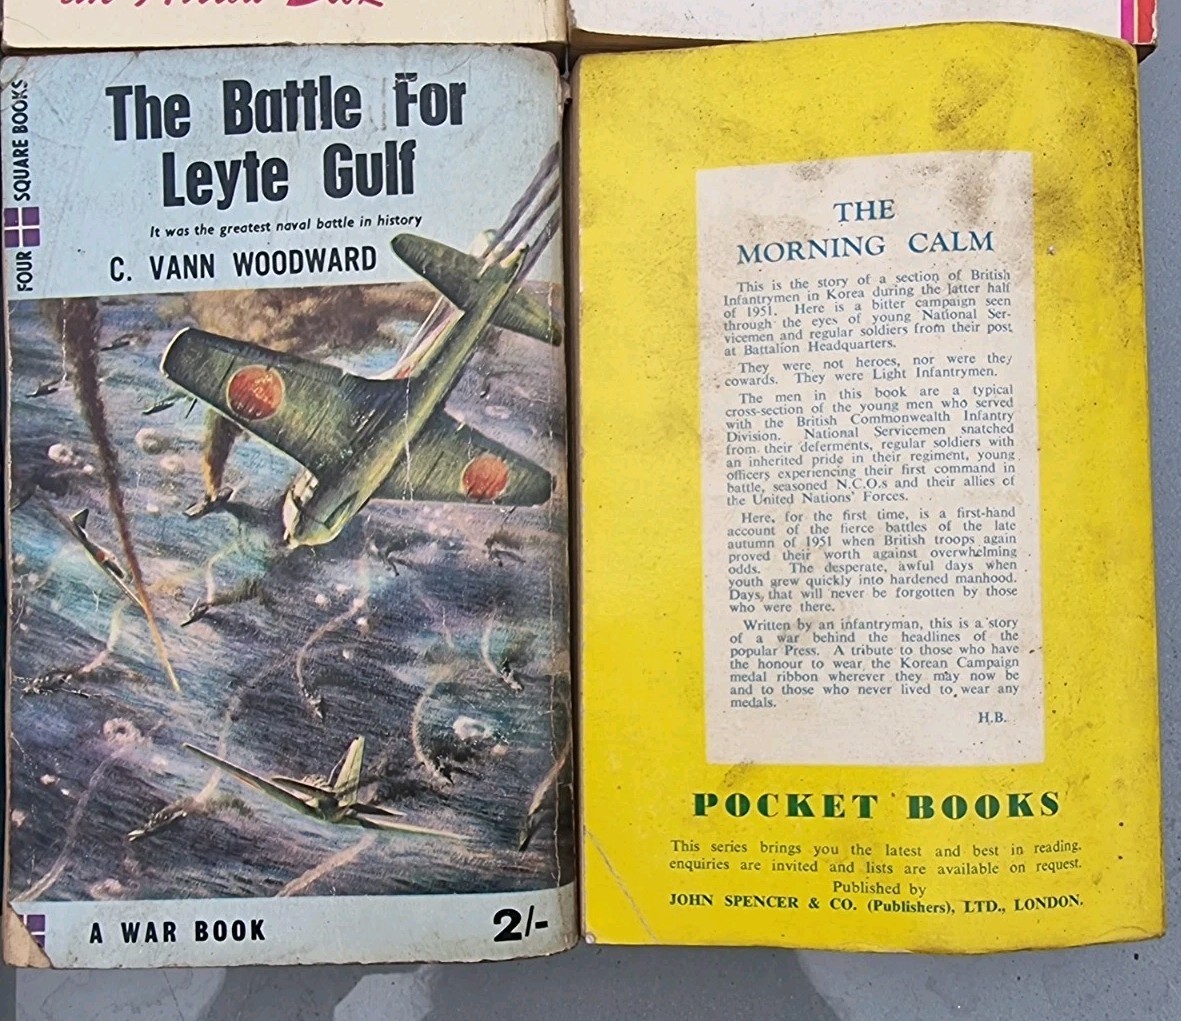 an Arrow Book
FOUR SQUARE BOOKS
The Battle For
Leyte Gulf
It was the greatest naval battle in history
C. VANN WOODWARD
A WAR BOOK
2/-
THE
MORNING CALM
This is the story of a section of British
Infantrymen in Korea during the latter half
of 1951. Here is a bitter campaign seen
through the eyes of young National Ser-
vicemen and regular soldiers from their post
at Battalion Headquarters.
They were not heroes, nor were they
cowards. They were Light Infantrymen.
The men in this book are a typical
cross-section of the young men who served
with the British Commonwealth Infantry
Division. National Servicemen snatched
from their deferments, regular soldiers with
an inherited pride in their regiment, young
officers experiencing their first command in
battle, seasoned N.C.O.s and their allies of
the United Nations' Forces.
Here, for the first time, is a first-hand
account of the fierce battles of the late
autumn of 1951 when British troops again
proved their worth against overwhelming
odds. The desperate, awful days when
youth grew quickly into hardened manhood.
Days, that will never be forgotten by those
who were there.
Written by an infantryman, this is a story
of a war behind the headlines of the
popular Press. A tribute to those who have
the honour to wear the Korean Campaign
medal ribbon wherever they may now be
and to those who never lived to wear any
medals.
H.B.
POCKET BOOKS
This series brings you the latest and best in reading.
enquiries are invited and lists are available on request.
Published by
JOHN SPENCER & CO. (Publishers), LTD., LONDON.